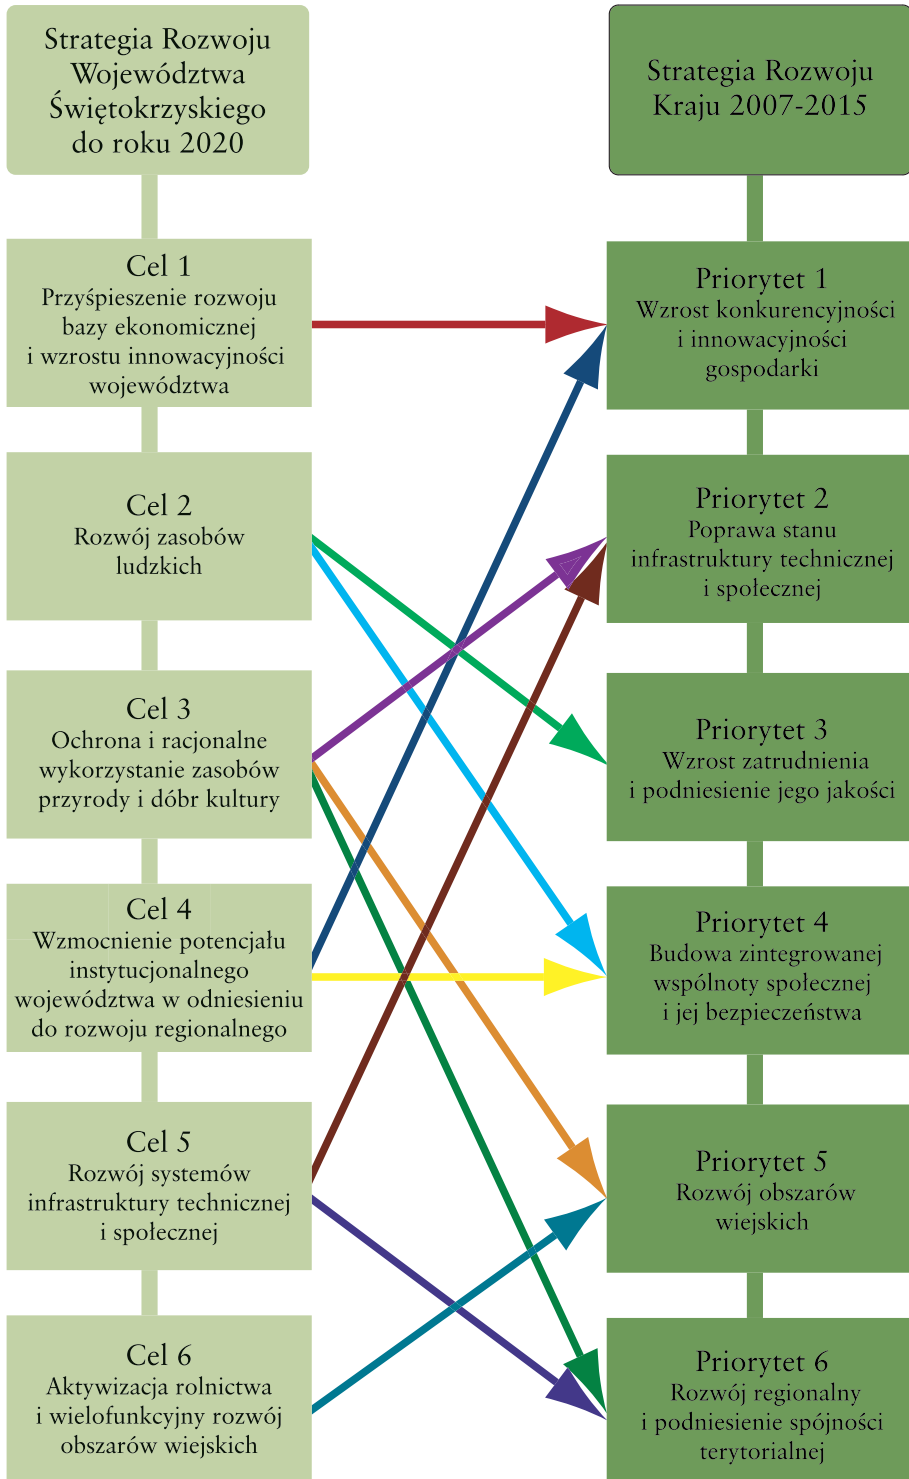 Strategia Rozwoju
Województwa
Świętokrzyskiego
do roku 2020
Cel 1
Przyśpieszenie rozwoju
bazy ekonomicznej
i wzrostu innowacyjności
województwa
Cel 2
Rozwój zasobów
ludzkich
Cel 3
Ochrona i racjonalne
wykorzystanie zasobów
przyrody i dóbr kultury
Cel 4
Wzmocnienie potencjału
instytucjonalnego
województwa w odniesieniu
do rozwoju regionalnego
Cel 5
Rozwój systemów
infrastruktury technicznej
i społecznej
Cel 6
Aktywizacja rolnictwa
i wielofunkcyjny rozwój
obszarów wiejskich
Strategia Rozwoju
Kraju 2007-2015
Priorytet 1
Wzrost konkurencyjności
i innowacyjności
gospodarki
Priorytet 2
Poprawa stanu
infrastruktury technicznej
i społecznej
Priorytet 3
Wzrost zatrudnienia
i podniesienie jego jakości
Priorytet 4
Budowa zintegrowanej
wspólnoty społecznej
i jej bezpieczeństwa
Priorytet 5
Rozwój obszarów
wiejskich
Priorytet 6
Rozwój regionalny
i podniesienie spójności
terytorialnej